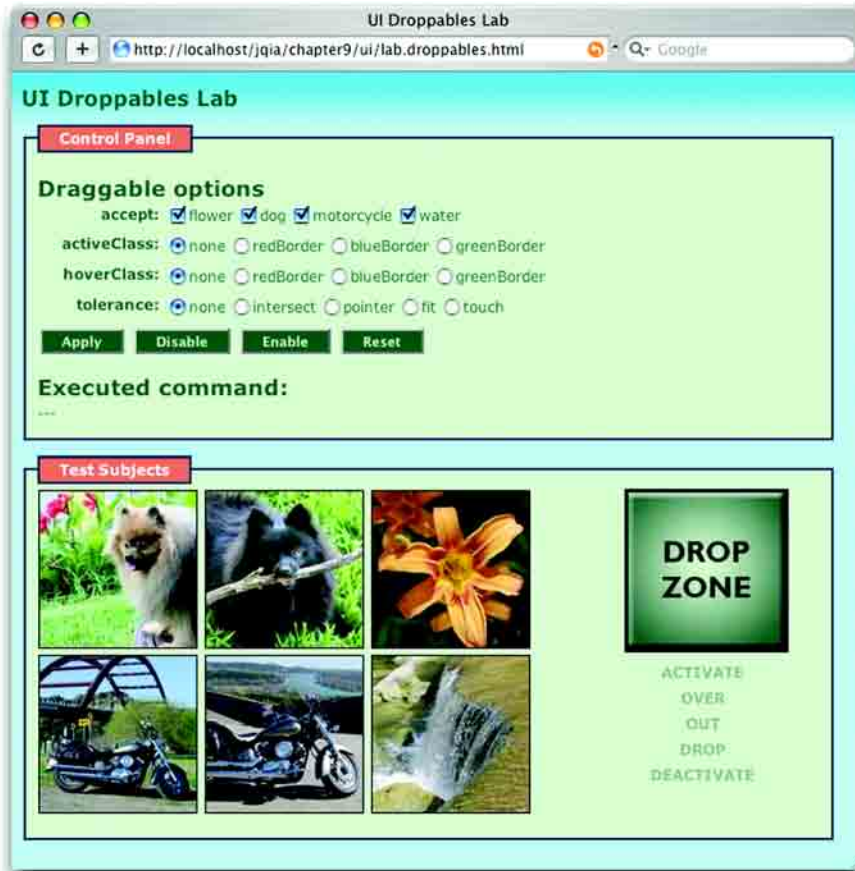 UI Droppables Lab
http://localhost/jqia/chapter9/ui/lab.droppables.html
Google
UI Droppables Lab
Control Panel
Draggable options
accept: flower dog motorcycle water
activeClass: none redBorder blueBorder greenBorder
hoverClass: none redBorder blueBorder greenBorder
tolerance: none intersect pointer fit touch
Apply Disable Enable Reset
Executed command:
---
Test Subjects
DROP
ZONE
ACTIVATE
OVER
OUT
DROP
DEACTIVATE